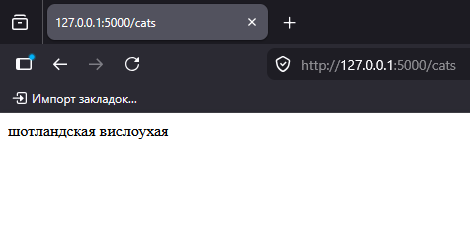 127.0.0.1:5000/cats
http://127.0.0.1:5000/cats
Импорт закладок...
шотландская вислоухая